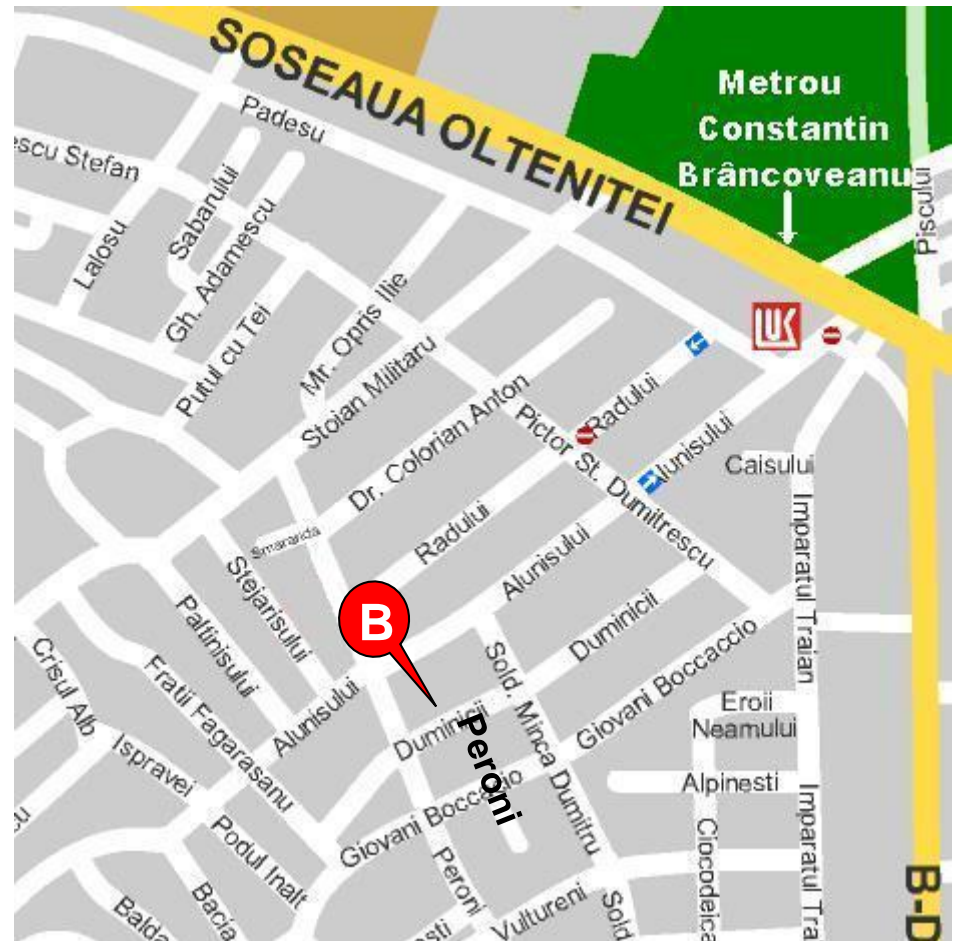 SOSEAUA OLTENITEI
Metrou
Constantin
Brâncoveanu
Piscului
Padesu
escu Stefan
Lalosu
Sabarului
Gh. Adamescu
Putul cu Tei
Mr. Opris Ilie
Stoian Militaru
Dr. Colorian Anton
Pictor St. Dumitrescu
Radului
Alunisului
Caisului
Imparatul Traian
Smaranda
Radului
Alunisului
Stejarisului
Paltinisului
Fratii Fagarasanu
Crisul Alb
Ispravei
Podul Inalt
Bacia
Balda
Alunisului
B
Duminicii
Duminicii
Peroni
Sold. Minca Dumitru
Giovani Boccaccio
Giovani Boccaccio
Peroni
Vultureni
sti
Sold
Eroii
Neamului
Alpinesti
Ciocodeica
Imparatul Tra
B-D